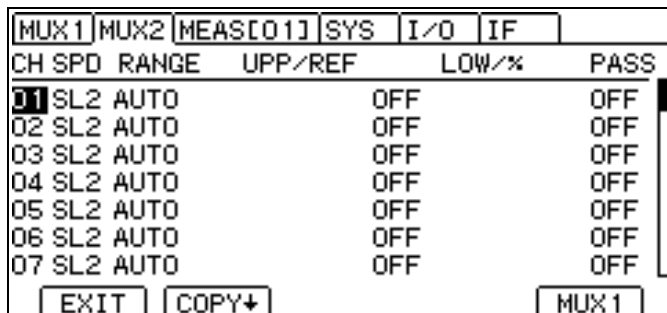 MUX1 MUX2 MEAS[01] SYS I/O IF
CH SPD RANGE UPP/REF LOW/% PASS
01 SL2 AUTO OFF OFF
02 SL2 AUTO OFF OFF
03 SL2 AUTO OFF OFF
04 SL2 AUTO OFF OFF
05 SL2 AUTO OFF OFF
06 SL2 AUTO OFF OFF
07 SL2 AUTO OFF OFF
EXIT COPY↓ MUX1